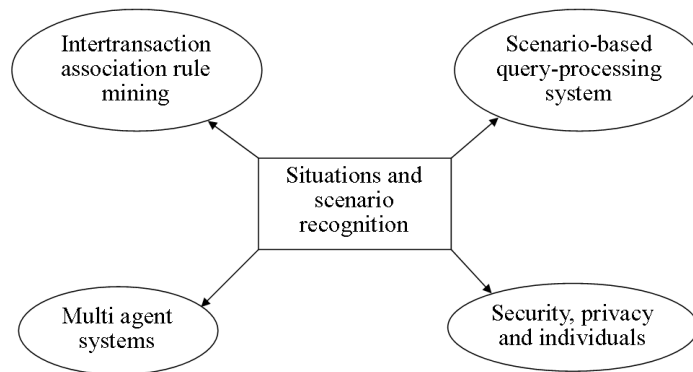 Intertransaction
association rule
mining
Scenario-based
query-processing
system
Situations and
scenario
recognition
Multi agent
systems
Security, privacy
and individuals